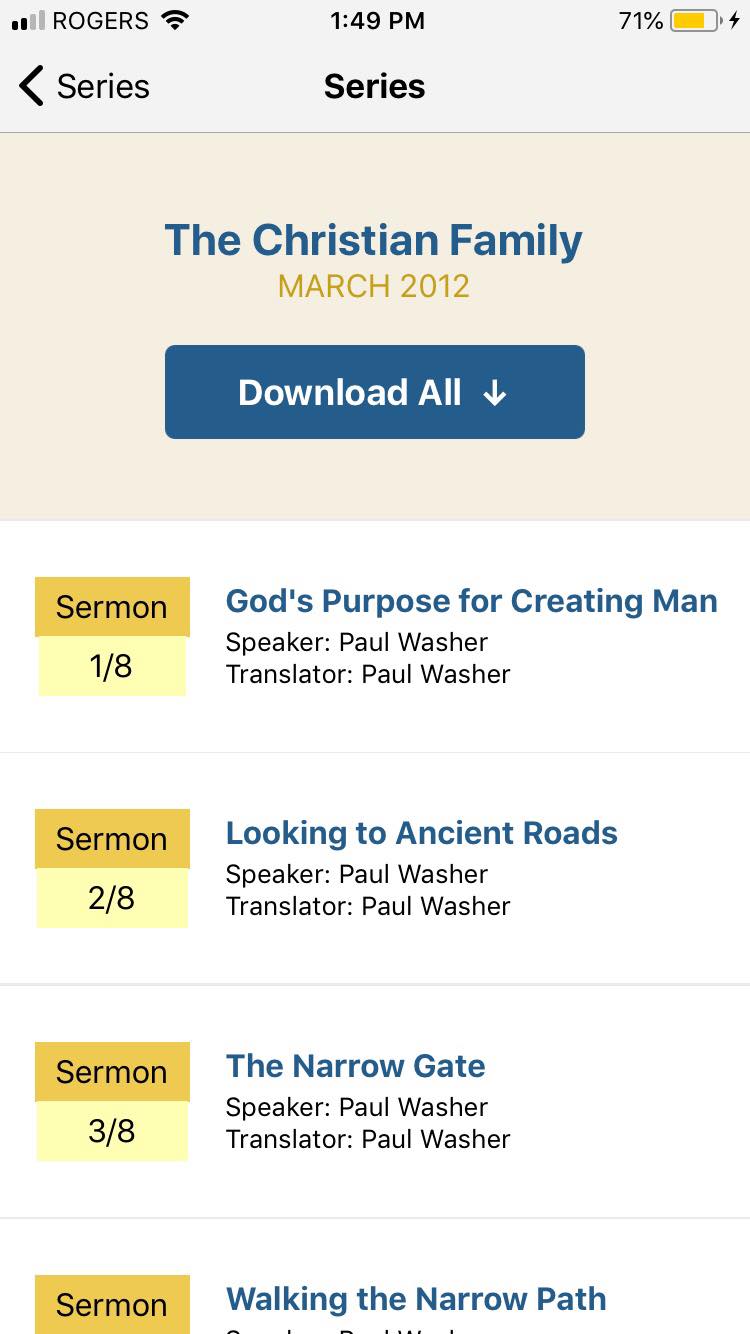 ROGERS 1:49 PM 71%
Series Series
The Christian Family
MARCH 2012
Download All ↓
Sermon
1/8
God's Purpose for Creating Man
Speaker: Paul Washer
Translator: Paul Washer
Sermon
2/8
Looking to Ancient Roads
Speaker: Paul Washer
Translator: Paul Washer
Sermon
3/8
The Narrow Gate
Speaker: Paul Washer
Translator: Paul Washer
Sermon
Walking the Narrow Path